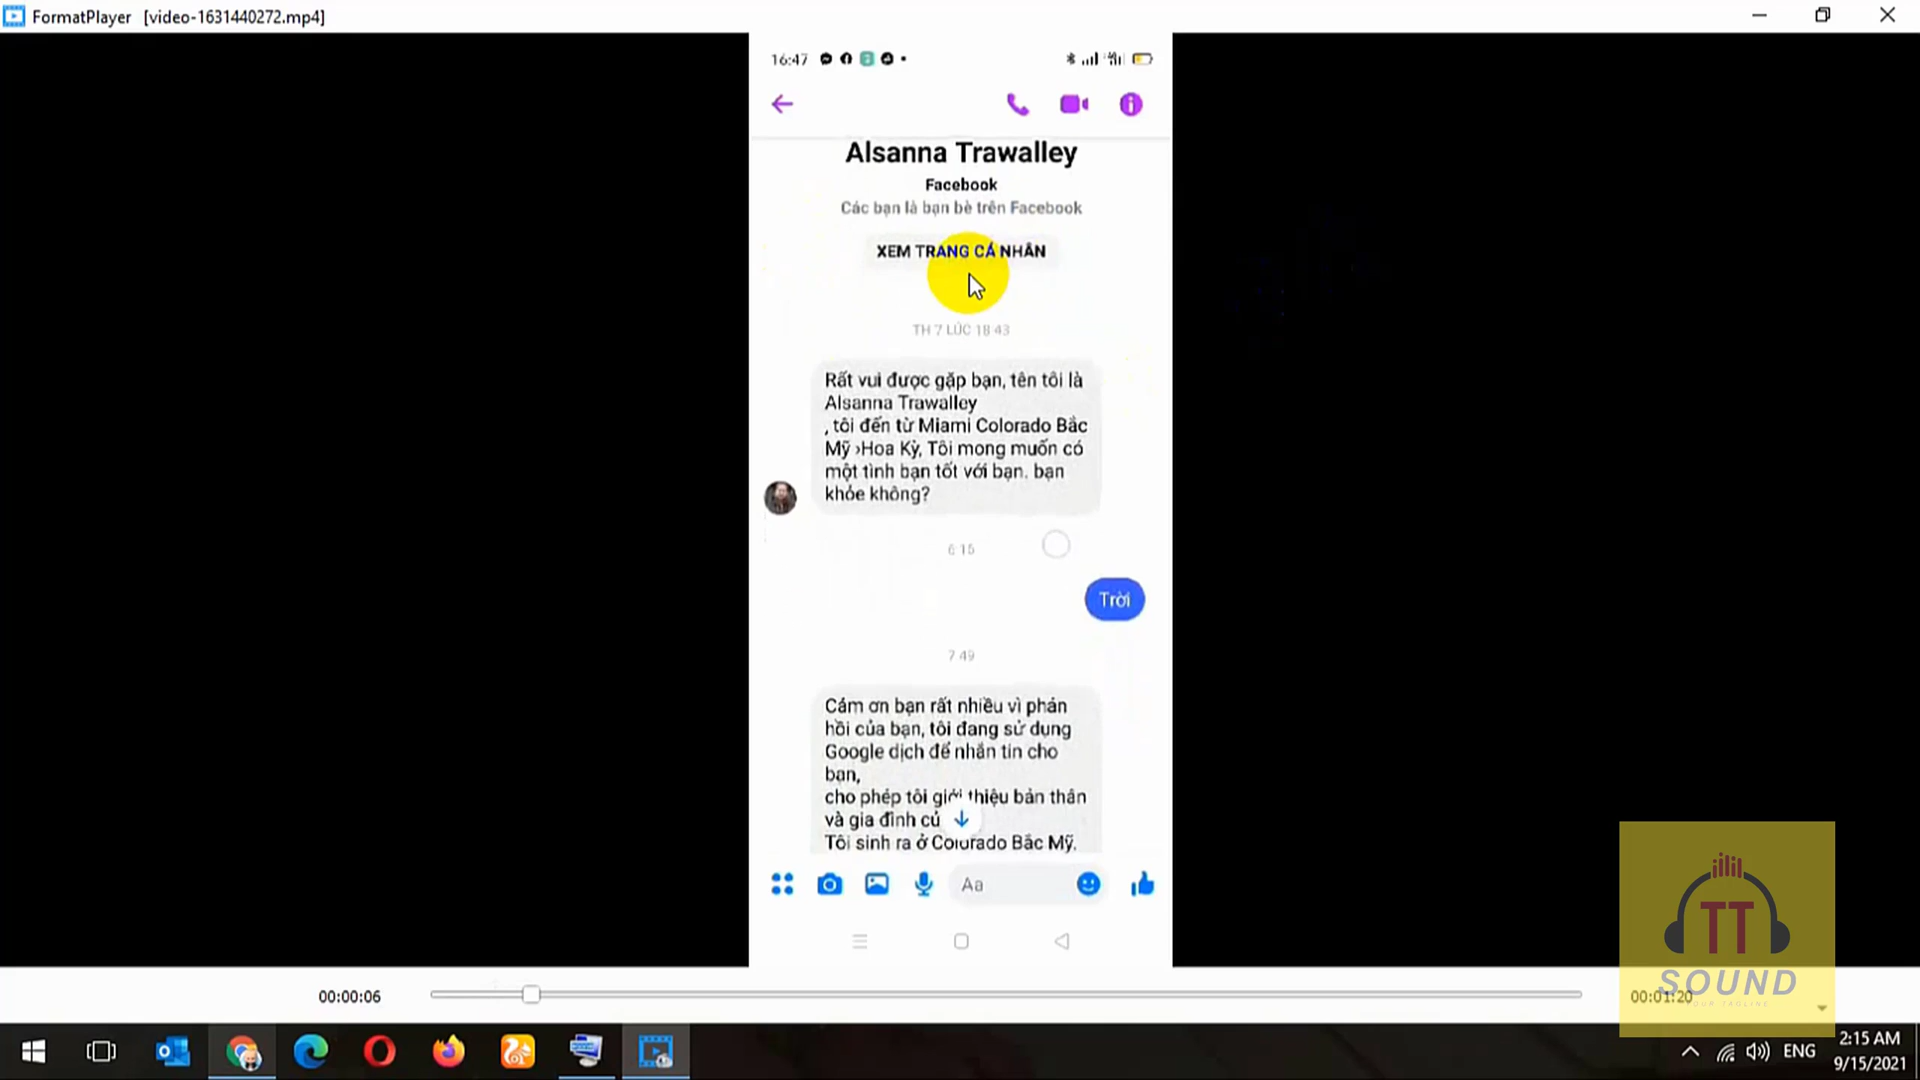 FormatPlayer [video-1631440272.mp4]
16:47
Alsanna Trawalley
Facebook
Các bạn là bạn bè trên Facebook
XEM TRANG CÁ NHÂN
TH 7 LÚC 18:43
Rất vui được gặp bạn, tên tôi là
Alsanna Trawalley
, tôi đến từ Miami Colorado Bắc
Mỹ ›Hoa Kỳ, Tôi mong muốn có
một tình bạn tốt với bạn. bạn
khỏe không?
6:15
Trời
7:49
Cảm ơn bạn rất nhiều vì phản
hồi của bạn, tôi đang sử dụng
Google dịch để nhắn tin cho
bạn,
cho phép tôi giới thiệu bản thân
và gia đình củ
Tôi sinh ra ở Colorado Bắc Mỹ.
Aa
00:00:06
00:01:20
TT
SOUND
YOUR TAGLINE
ENG
2:15 AM
9/15/2021